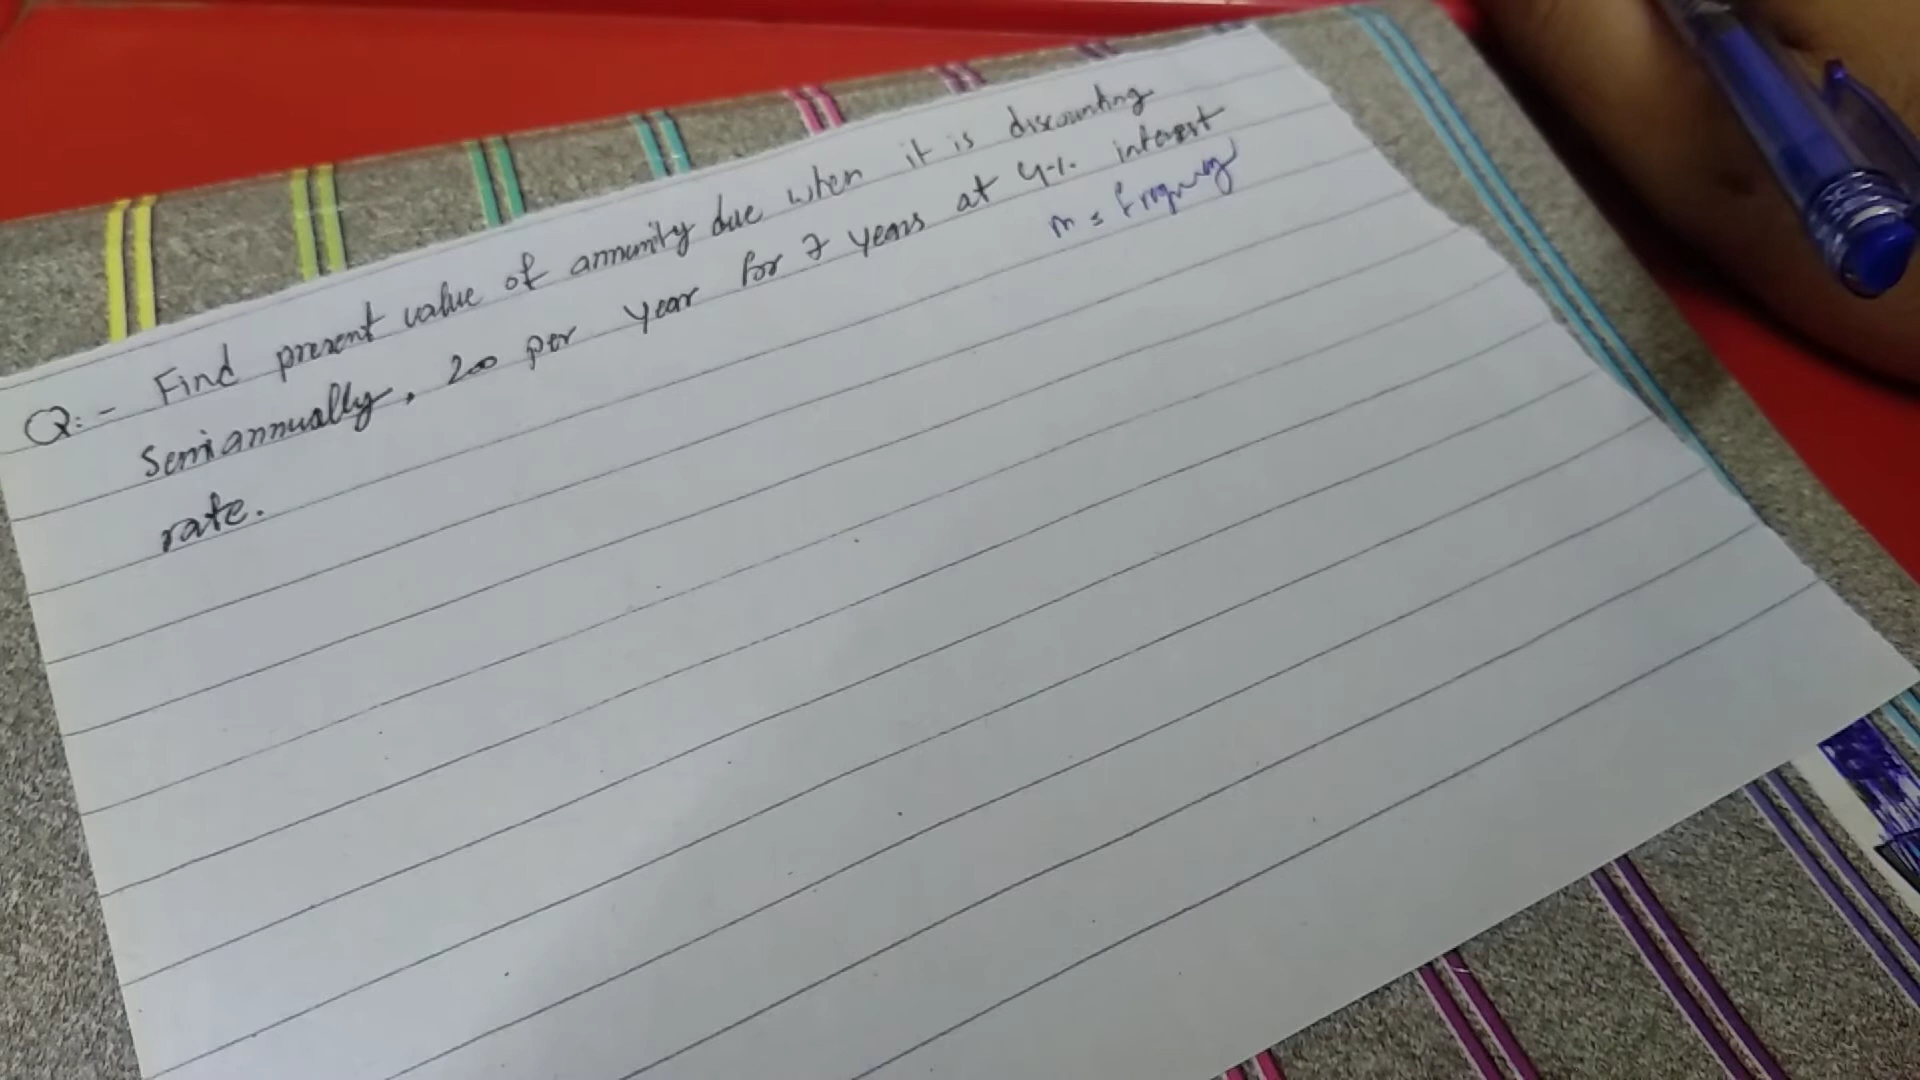 Q:- Find present value of annunity due when it is discounting
Semiannually, 200 per year for 7 years at 4% interest
rate.
m = frequency